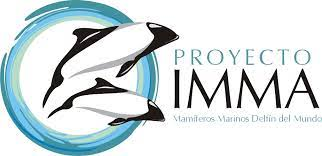 PROYECTO
IMMA
Mamíferos Marinos Delfín del Mundo